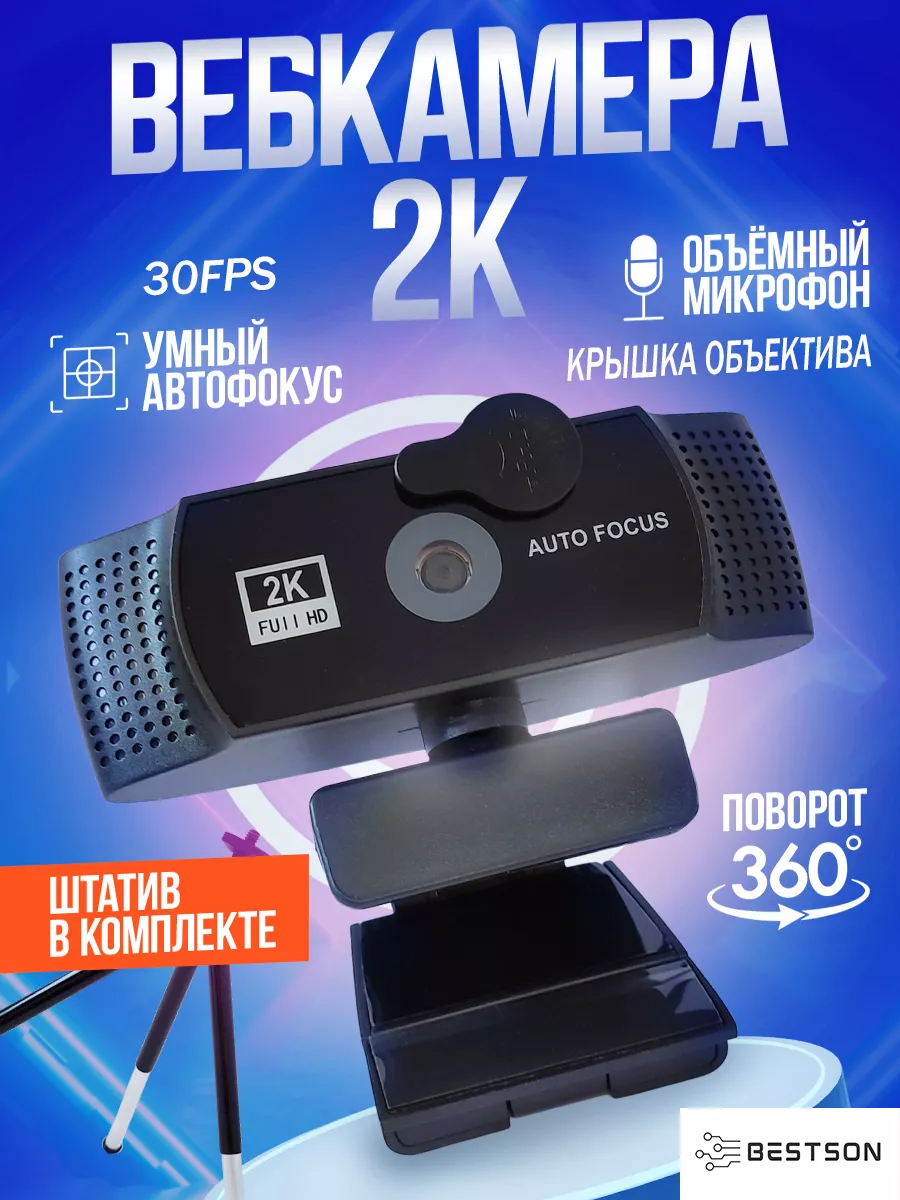 ВЕБКАМЕРА
2K
30FPS
УМНЫЙ
АВТОФОКУС
ОБЪЁМНЫЙ
МИКРОФОН
КРЫШКА ОБЪЕКТИВА
AUTO FOCUS
2K
FUll HD
ПОВОРОТ
360°
ШТАТИВ
В КОМПЛЕКТЕ
BESTSON